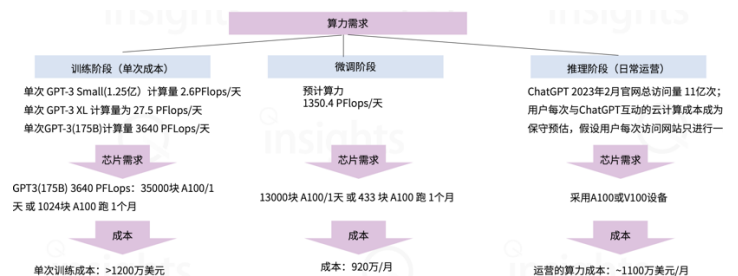 算力需求
训练阶段（单次成本）
单次 GPT-3 Small(1.25亿）计算量 2.6PFlops/天
单次 GPT-3 XL 计算量为 27.5 PFlops/天
单次GPT-3(175B)计算量 3640 PFLops/天
芯片需求
GPT3(175B) 3640 PFLops：35000块 A100/1
天 或 1024块 A100 跑 1个月
成本
单次训练成本：>1200万美元
微调阶段
预计算力
1350.4 PFlops/天
芯片需求
13000块 A100/1天 或 433 块 A100 跑 1个月
成本
成本：920万/月
推理阶段（日常运营）
ChatGPT 2023年2月官网总访问量 11亿次；
用户每次与ChatGPT互动的云计算成本成为
保守预估，假设用户每次访问网站只进行一
芯片需求
采用A100或V100设备
成本
运营的算力成本：~1100万美元/月
insights
insights
insights
insights
insights